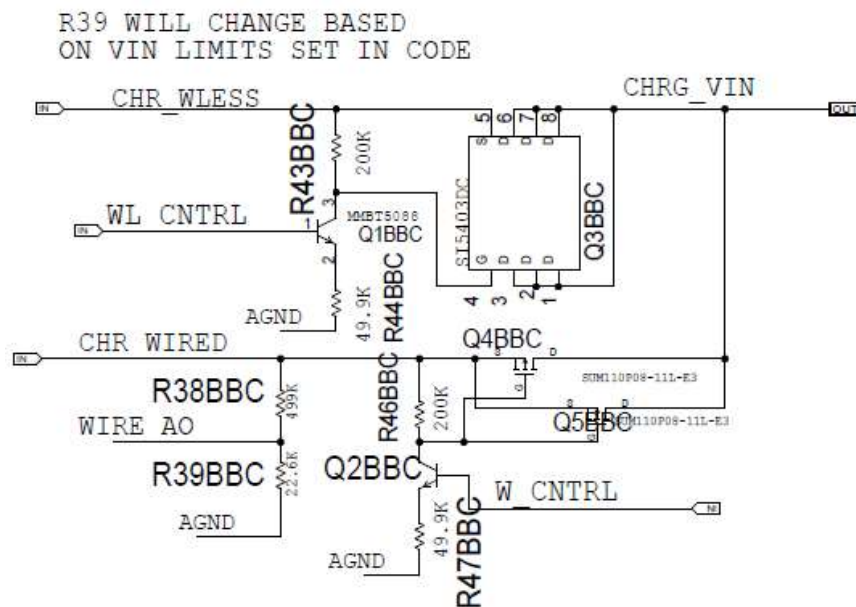 R39 WILL CHANGE BASED
ON VIN LIMITS SET IN CODE
IN
CHR_WLESS
CHRG_VIN
OUT
R43BBC
200K
5
6
7
8
S
D
D
D
SI5403DC
Q3BBC
G
D
D
D
4
3
2
1
IN
WL CNTRL
1
3
2
MMBT5088
Q1BBC
49.9K
R44BBC
AGND
IN
CHR WIRED
Q4BBC
S
D
G
SUM110P08-11L-E3
R38BBC
499K
R46BBC
200K
Q5BBC
S
D
G
SUM110P08-11L-E3
WIRE AO
R39BBC
22.6K
AGND
Q2BBC
W_CNTRL
IN
49.9K
R47BBC
AGND